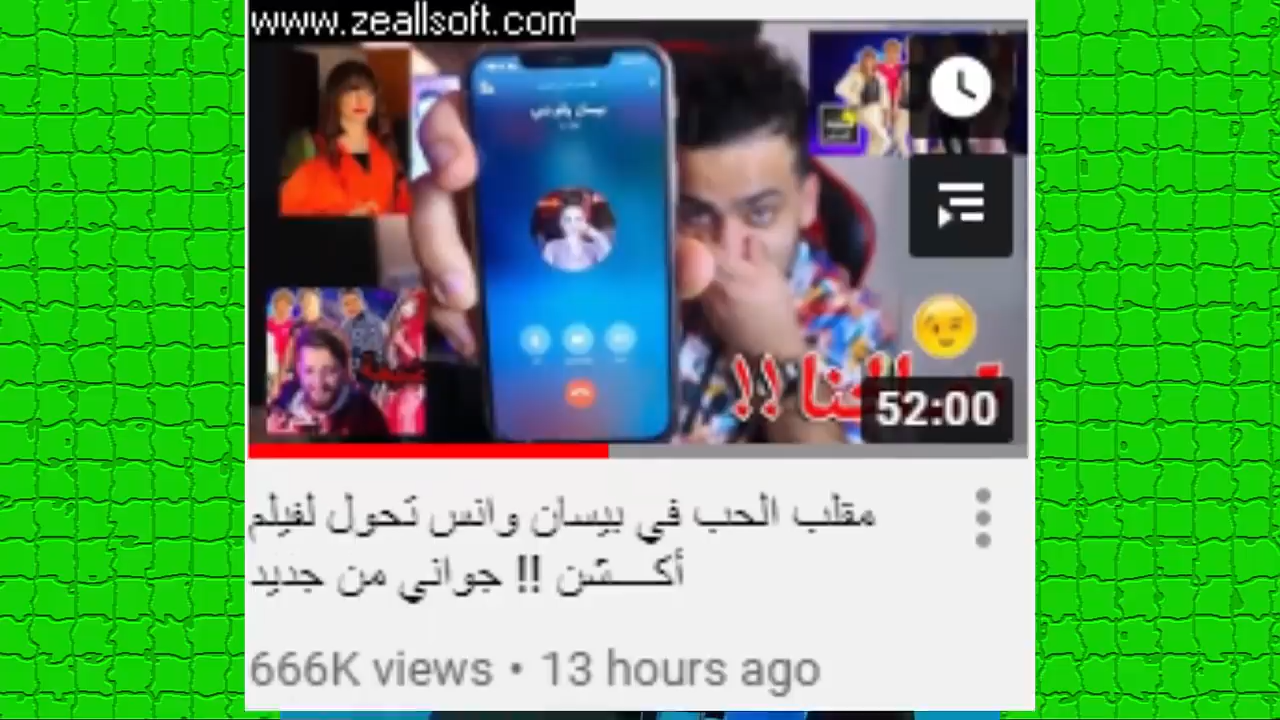 www.zeallsoft.com
!!
52:00
مقلب الحب في بيسان وانس تحول لفيلم
أكـــشن !! جواني من جديد
666K views • 13 hours ago